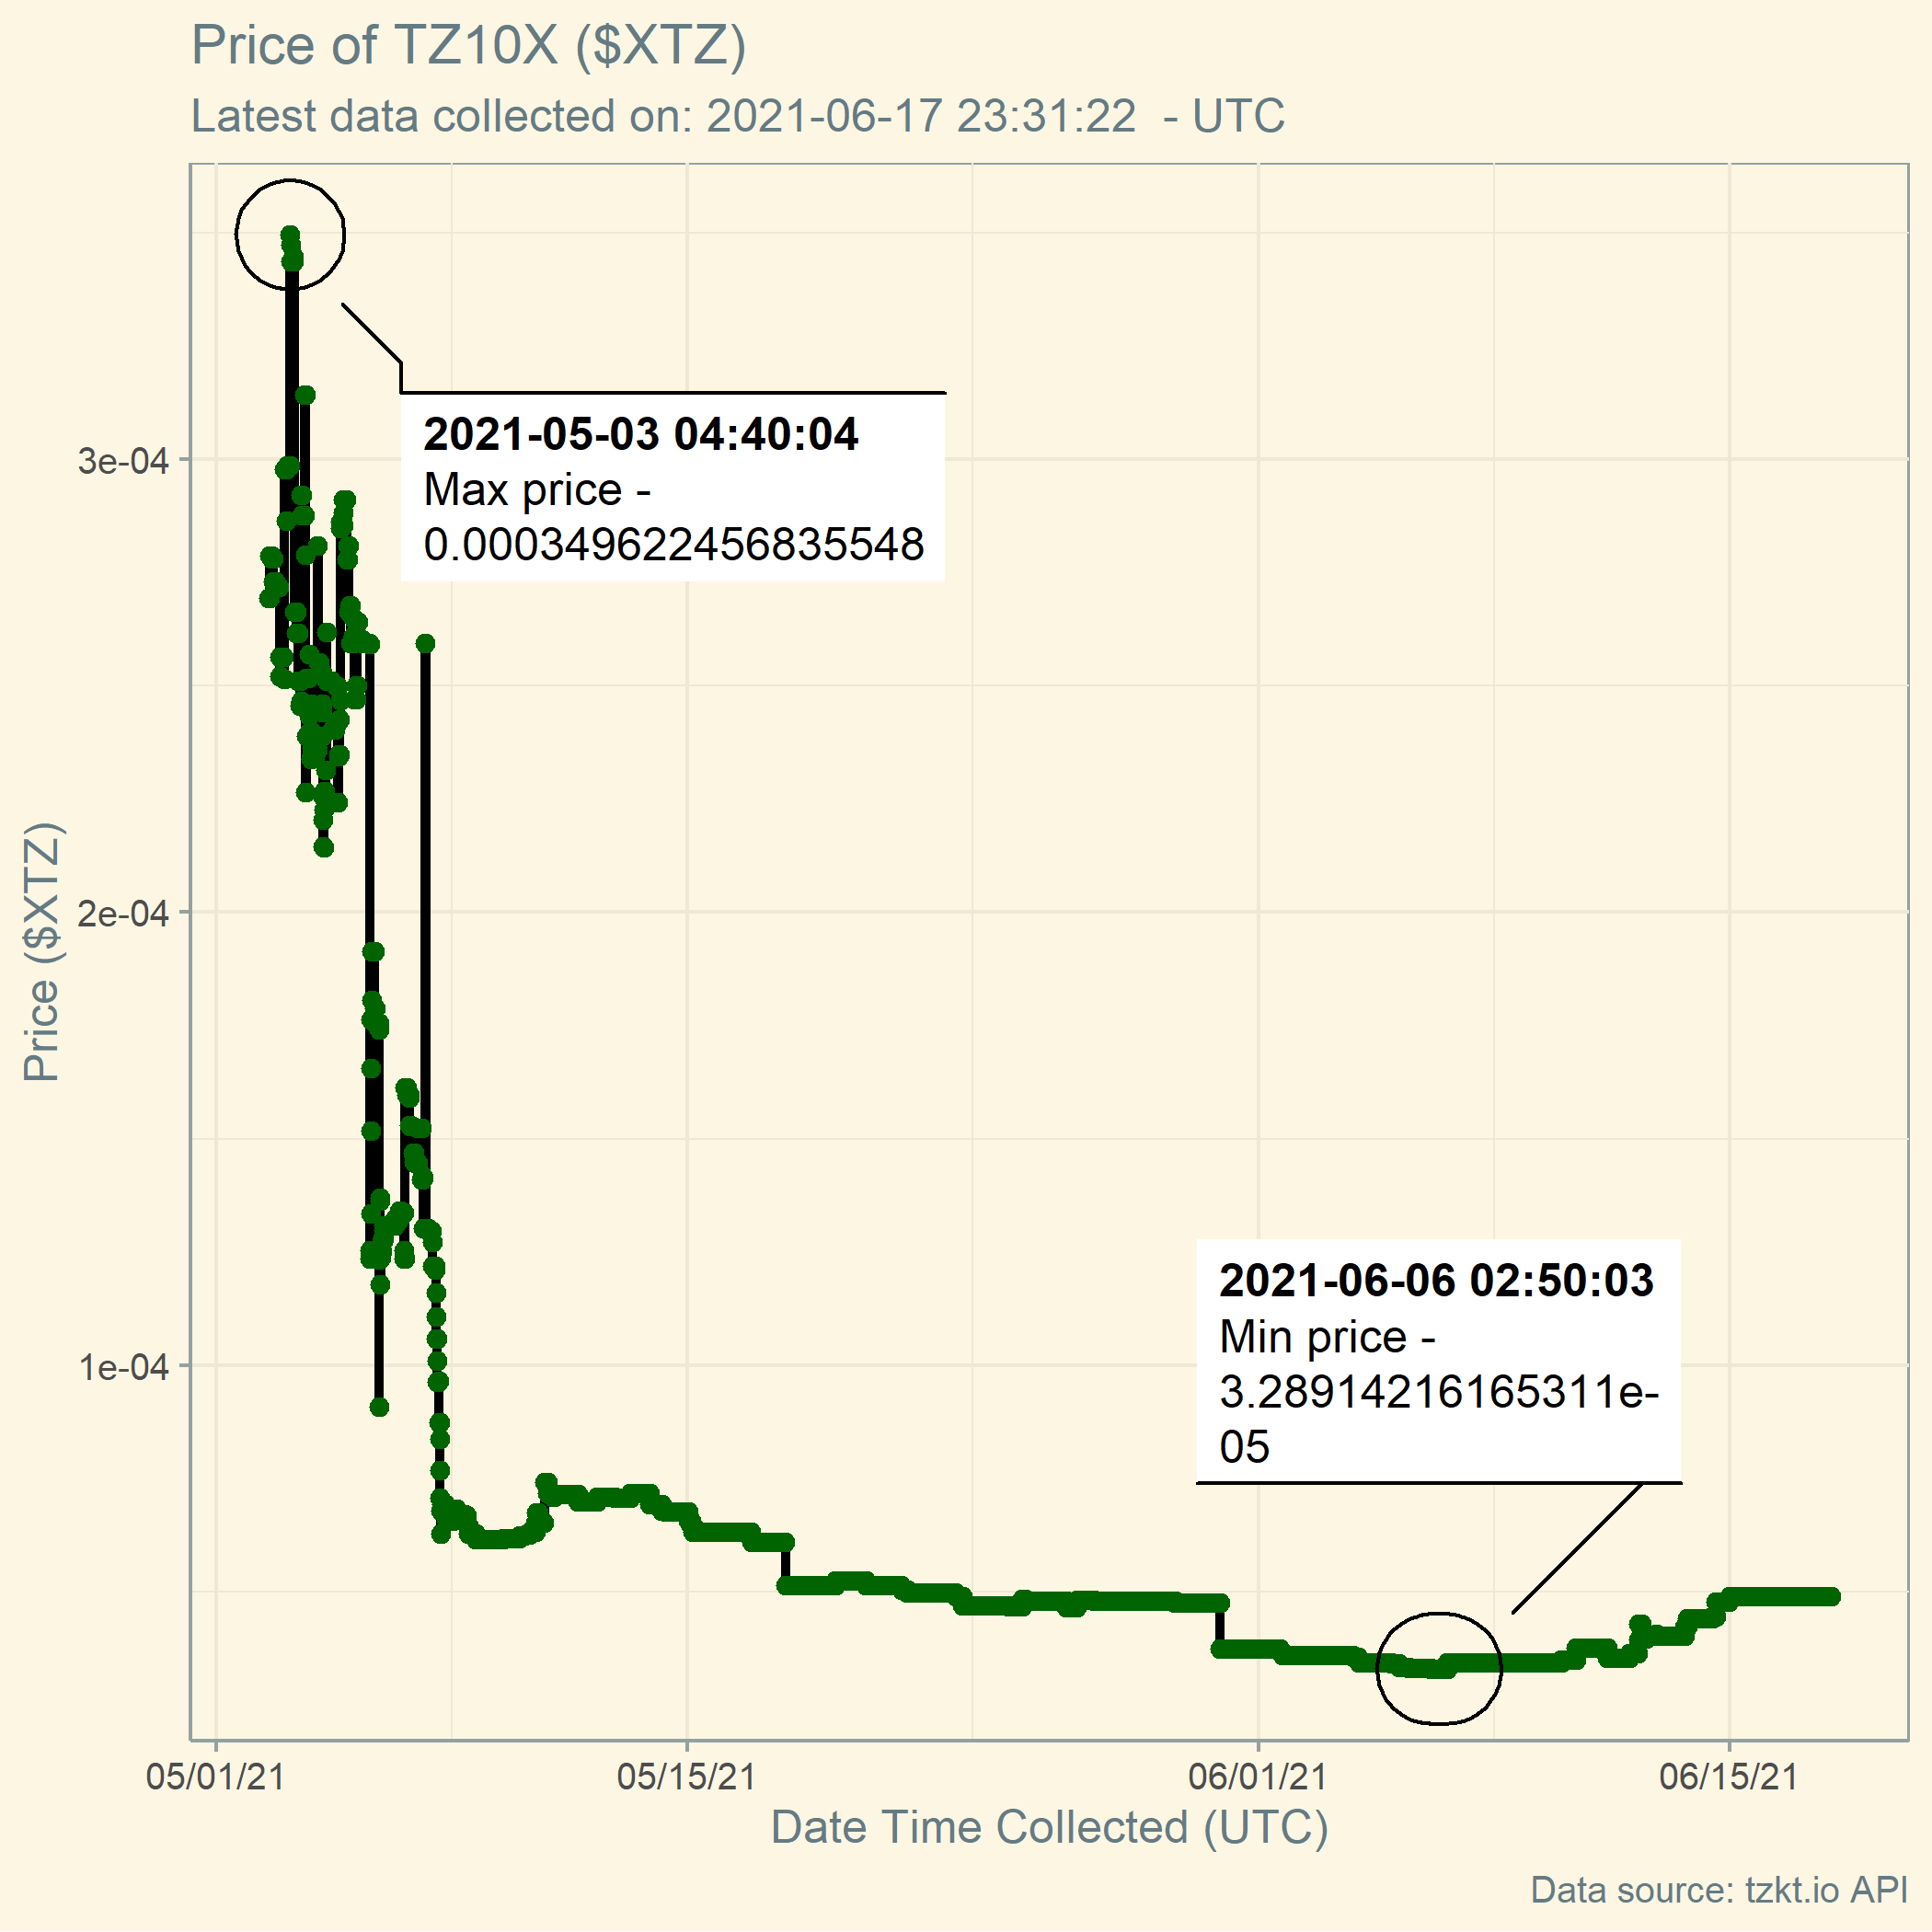 Price of TZ10X ($XTZ)
Latest data collected on: 2021-06-17 23:31:22  - UTC
2021-05-03 04:40:04
Max price -
0.000349622456835548
3e-04
2e-04
1e-04
Price ($XTZ)
2021-06-06 02:50:03
Min price -
3.28914216165311e-
05
05/01/21
05/15/21
06/01/21
06/15/21
Date Time Collected (UTC)
Data source: tzkt.io API